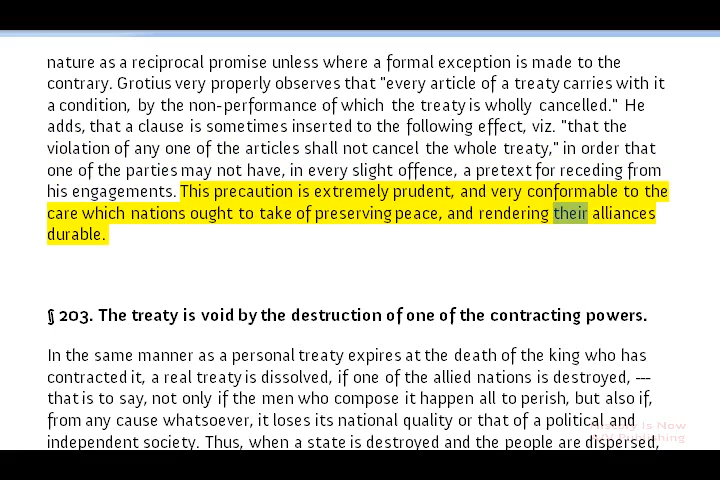 nature as a reciprocal promise unless where a formal exception is made to the
contrary. Grotius very properly observes that "every article of a treaty carries with it
a condition, by the non-performance of which the treaty is wholly cancelled." He
adds, that a clause is sometimes inserted to the following effect, viz. "that the
violation of any one of the articles shall not cancel the whole treaty," in order that
one of the parties may not have, in every slight offence, a pretext for receding from
his engagements. This precaution is extremely prudent, and very conformable to the
care which nations ought to take of preserving peace, and rendering their alliances
durable.
§ 203. The treaty is void by the destruction of one of the contracting powers.
In the same manner as a personal treaty expires at the death of the king who has
contracted it, a real treaty is dissolved, if one of the allied nations is destroyed, ---
that is to say, not only if the men who compose it happen all to perish, but also if,
from any cause whatsoever, it loses its national quality or that of a political and
independent society. Thus, when a state is destroyed and the people are dispersed,
History Is Now
Publishing